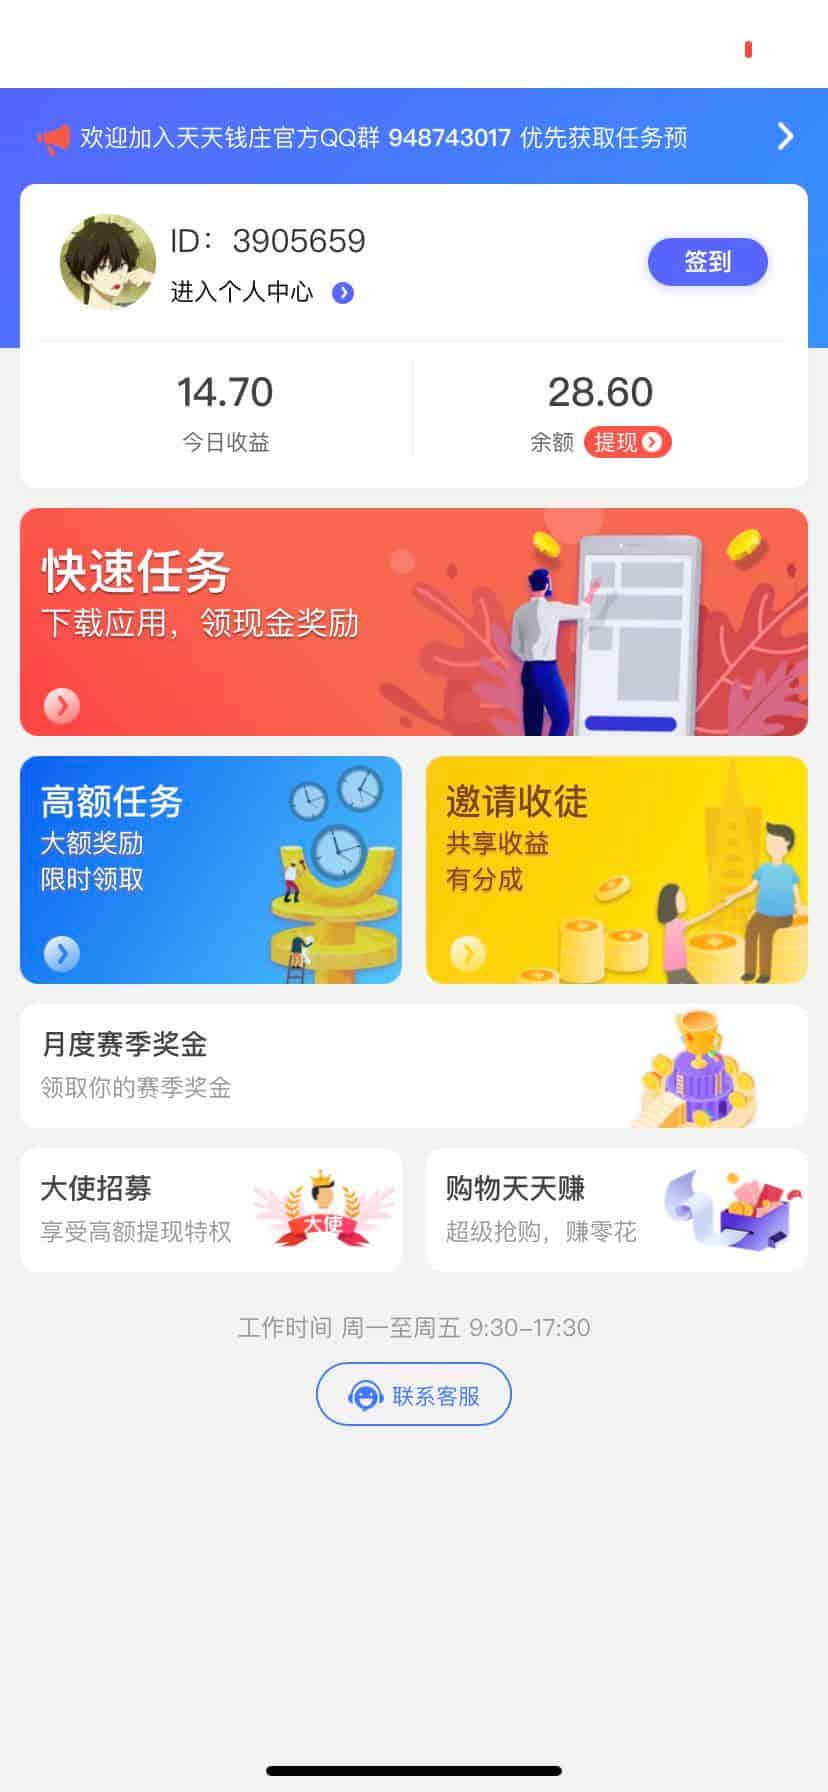 欢迎加入天天钱庄官方QQ群 948743017 优先获取任务预
ID：3905659
签到
进入个人中心
14.70
28.60
今日收益
余额 提现
快速任务
下载应用，领现金奖励
高额任务
大额奖励
限时领取
邀请收徒
共享收益
有分成
月度赛季奖金
领取你的赛季奖金
大使招募
享受高额提现特权
大使
购物天天赚
超级抢购，赚零花
工作时间 周一至周五 9:30-17:30
联系客服